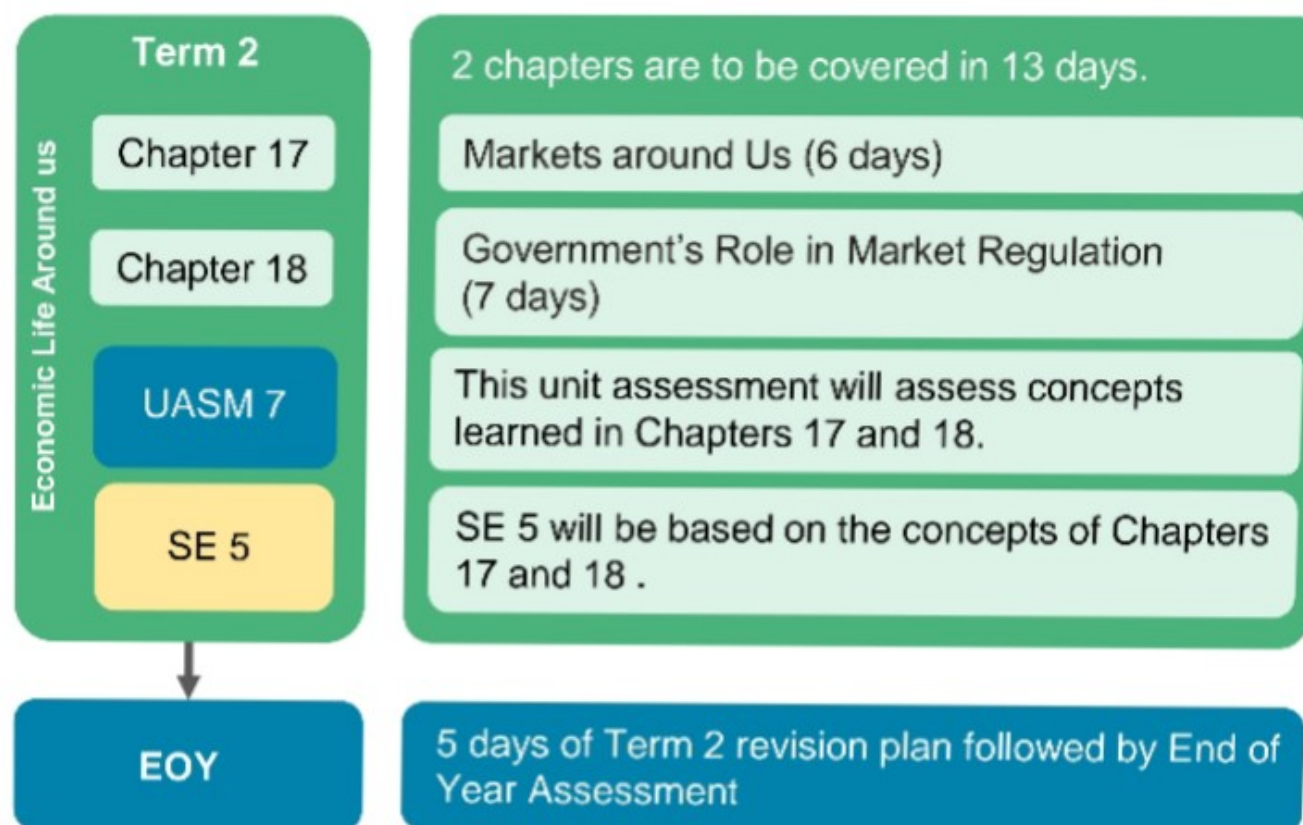 Economic Life Around us
Term 2
2 chapters are to be covered in 13 days.
Chapter 17
Markets around Us (6 days)
Chapter 18
Government's Role in Market Regulation
(7 days)
UASM 7
This unit assessment will assess concepts
learned in Chapters 17 and 18.
SE 5
SE 5 will be based on the concepts of Chapters
17 and 18 .
EOY
5 days of Term 2 revision plan followed by End of
Year Assessment